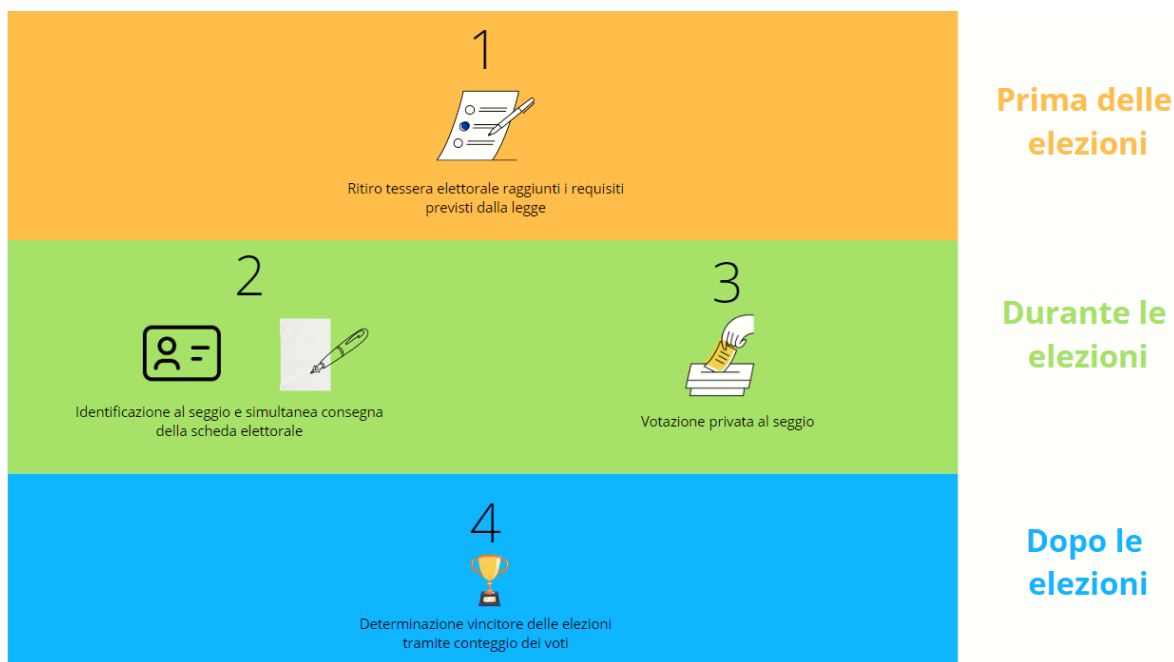 1
Ritiro tessera elettorale raggiunti i requisiti
previsti dalla legge
Prima delle
elezioni
2
Identificazione al seggio e simultanea consegna
della scheda elettorale
3
Votazione privata al seggio
Durante le
elezioni
4
Determinazione vincitore delle elezioni
tramite conteggio dei voti
Dopo le
elezioni